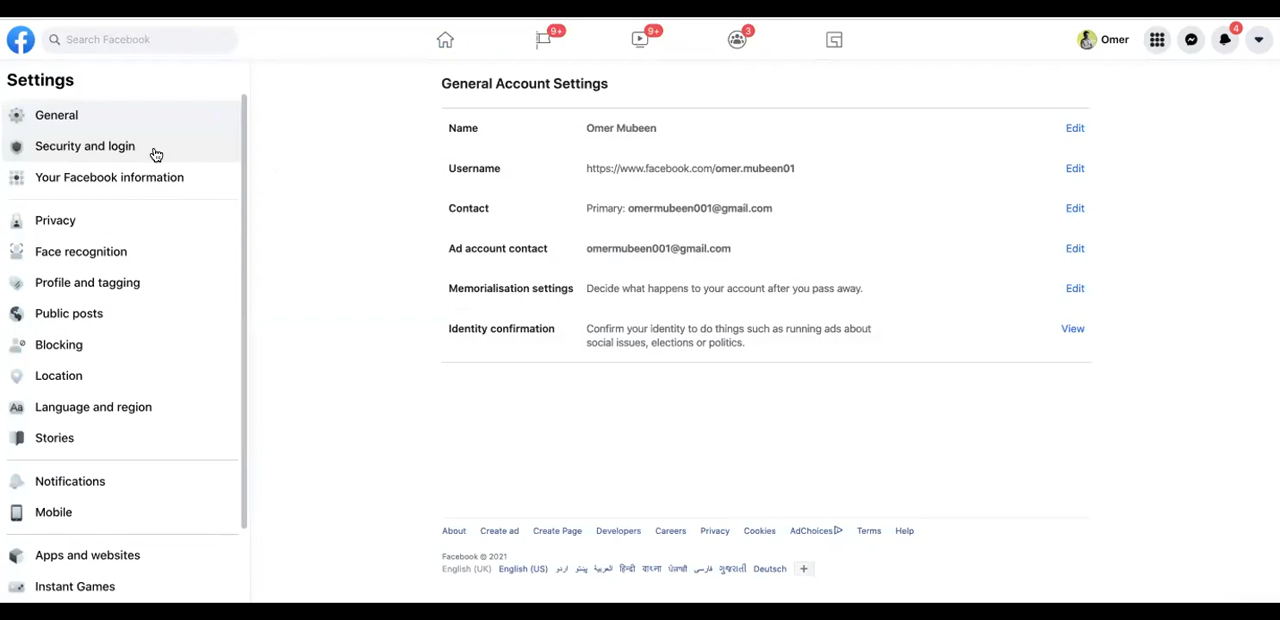 Search Facebook
9+
9+
3
Omer
4
Settings
General
Security and login
Your Facebook information
Privacy
Face recognition
Profile and tagging
Public posts
Blocking
Location
Aa Language and region
Stories
Notifications
Mobile
Apps and websites
Instant Games
General Account Settings
Name Omer Mubeen Edit
Username https://www.facebook.com/omer.mubeen01 Edit
Contact Primary: omermubeen001@gmail.com Edit
Ad account contact omermubeen001@gmail.com Edit
Memorialisation settings Decide what happens to your account after you pass away. Edit
Identity confirmation Confirm your identity to do things such as running ads about View
social issues, elections or politics.
About Create ad Create Page Developers Careers Privacy Cookies AdChoices Terms Help
Facebook © 2021
English (UK) English (US) اردو پښتو العربية हिन्दी বাংলা ਪੰਜਾਬੀ فارسی ગુજરાતી Deutsch +